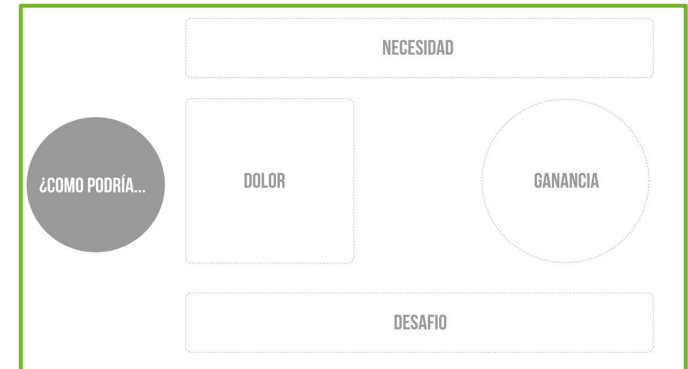 NECESIDAD
¿COMO PODRÍA...
DOLOR
GANANCIA
DESAFIO